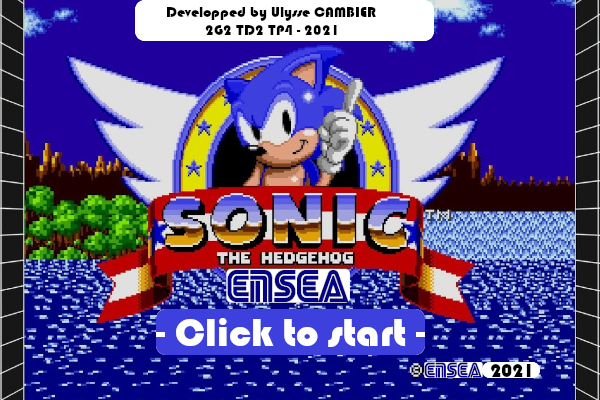 Developped by Ulysse CAMBIER
2G2 TD2 TP4 - 2021
SONIC TM
THE HEDGEHOG
ENSEA
- Click to start -
© ENSEA 2021